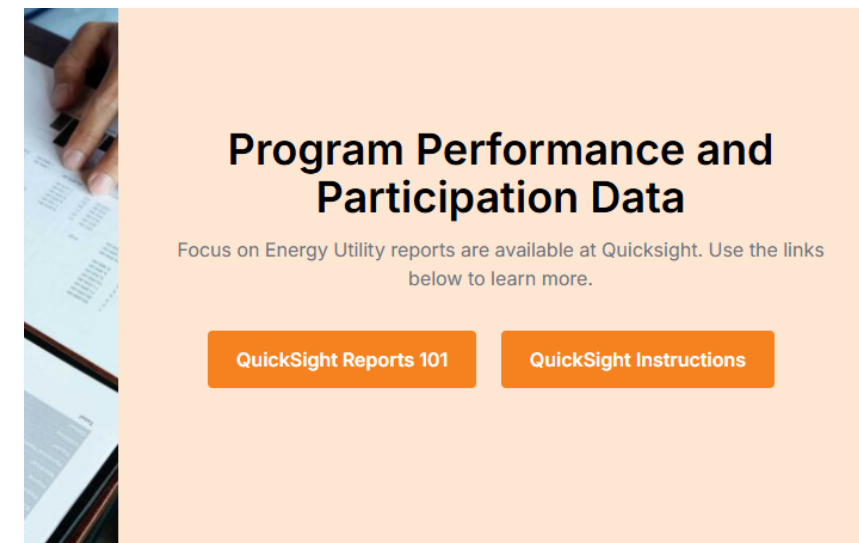 Program Performance and
Participation Data
Focus on Energy Utility reports are available at Quicksight. Use the links
below to learn more.
QuickSight Reports 101
QuickSight Instructions